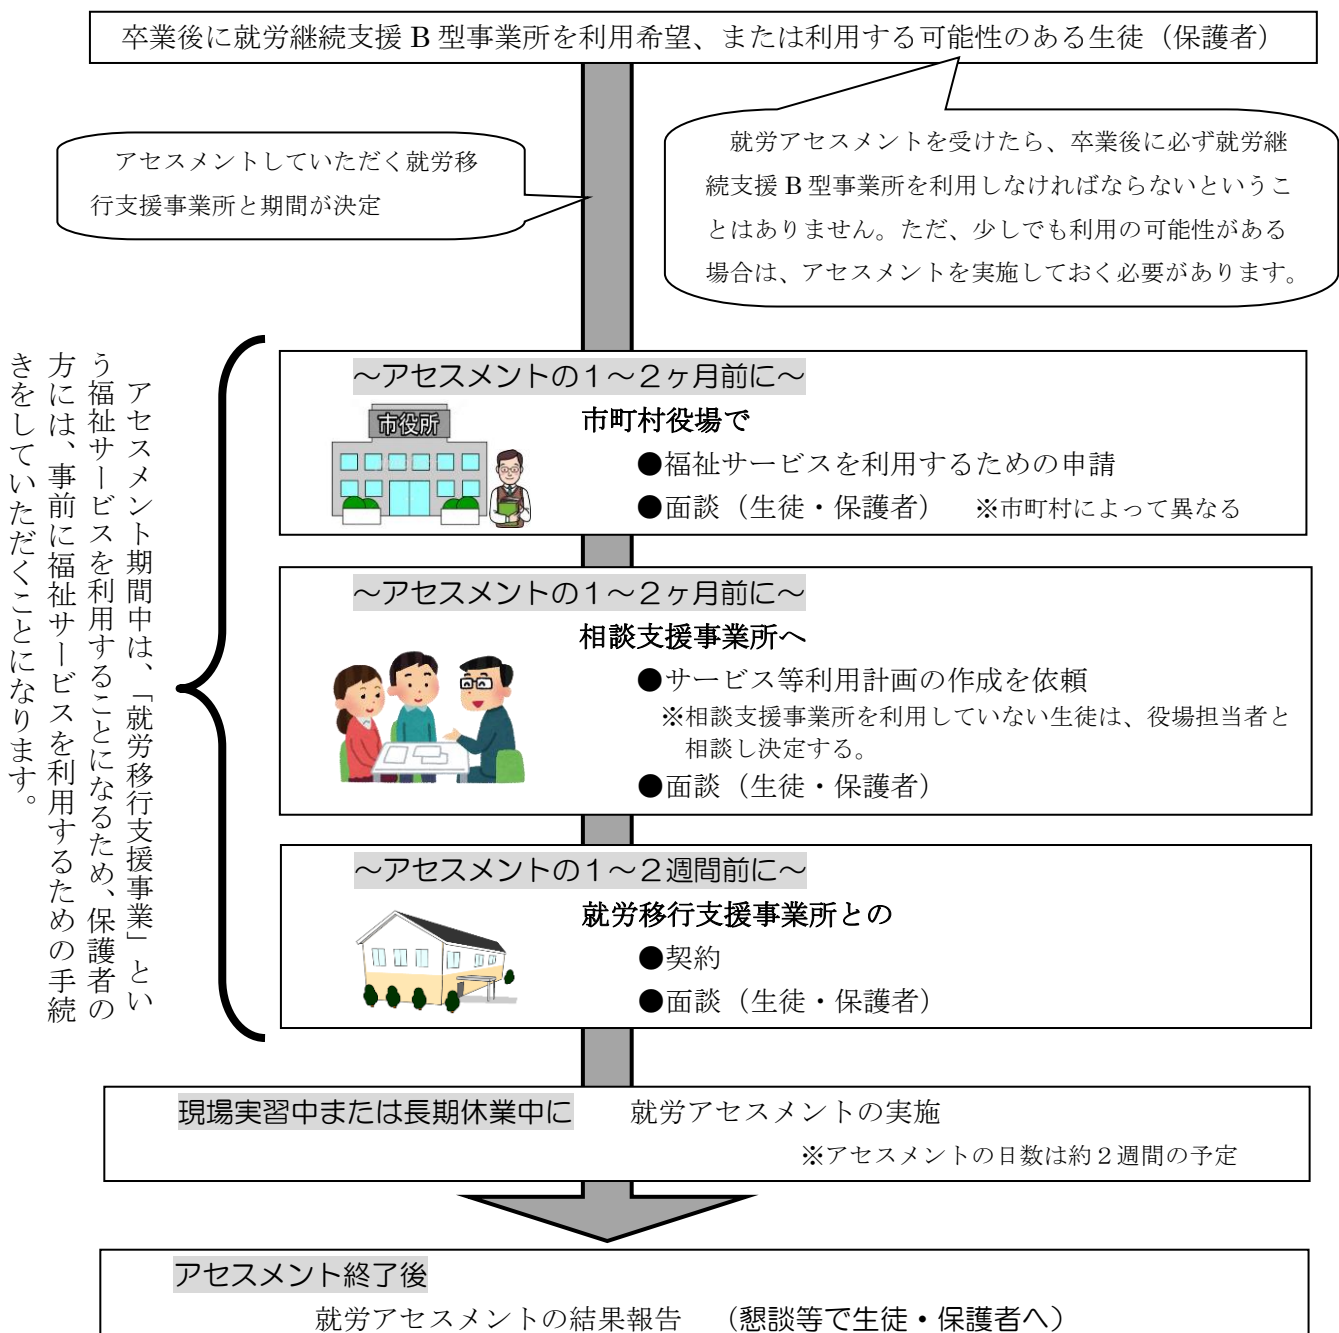 卒業後に就労継続支援 B 型事業所を利用希望、または利用する可能性のある生徒（保護者）
アセスメントしていただく就労移
行支援事業所と期間が決定
就労アセスメントを受けたら、卒業後に必ず就労継
続支援 B 型事業所を利用しなければならないというこ
とはありません。ただ、少しでも利用の可能性がある
場合は、アセスメントを実施しておく必要があります。
アセスメント期間中は、「就労移行支援事業」とい
う福祉サービスを利用することになるため、保護者の
方には、事前に福祉サービスを利用するための手続
きをしていただくことになります。
～アセスメントの１～２ヶ月前に～
市役所
市町村役場で
●福祉サービスを利用するための申請
●面談（生徒・保護者）　※市町村によって異なる
～アセスメントの１～２ヶ月前に～
相談支援事業所へ
●サービス等利用計画の作成を依頼
※相談支援事業所を利用していない生徒は、役場担当者と
相談し決定する。
●面談（生徒・保護者）
～アセスメントの１～２週間前に～
就労移行支援事業所との
●契約
●面談（生徒・保護者）
現場実習中または長期休業中に　就労アセスメントの実施
※アセスメントの日数は約２週間の予定
アセスメント終了後
就労アセスメントの結果報告　（懇談等で生徒・保護者へ）